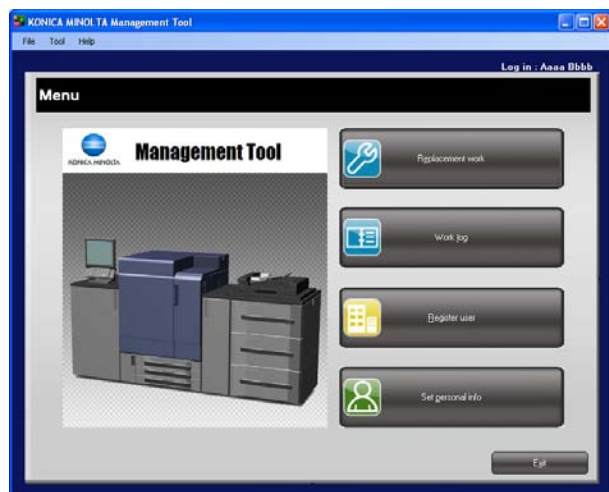 KONICA MINOLTA Management Tool
File Tool Help
Log in : Aaaa Bbbb
Menu
KONICA MINOLTA Management Tool
Replacement work
Work log
Register user
Set personal info
Exit